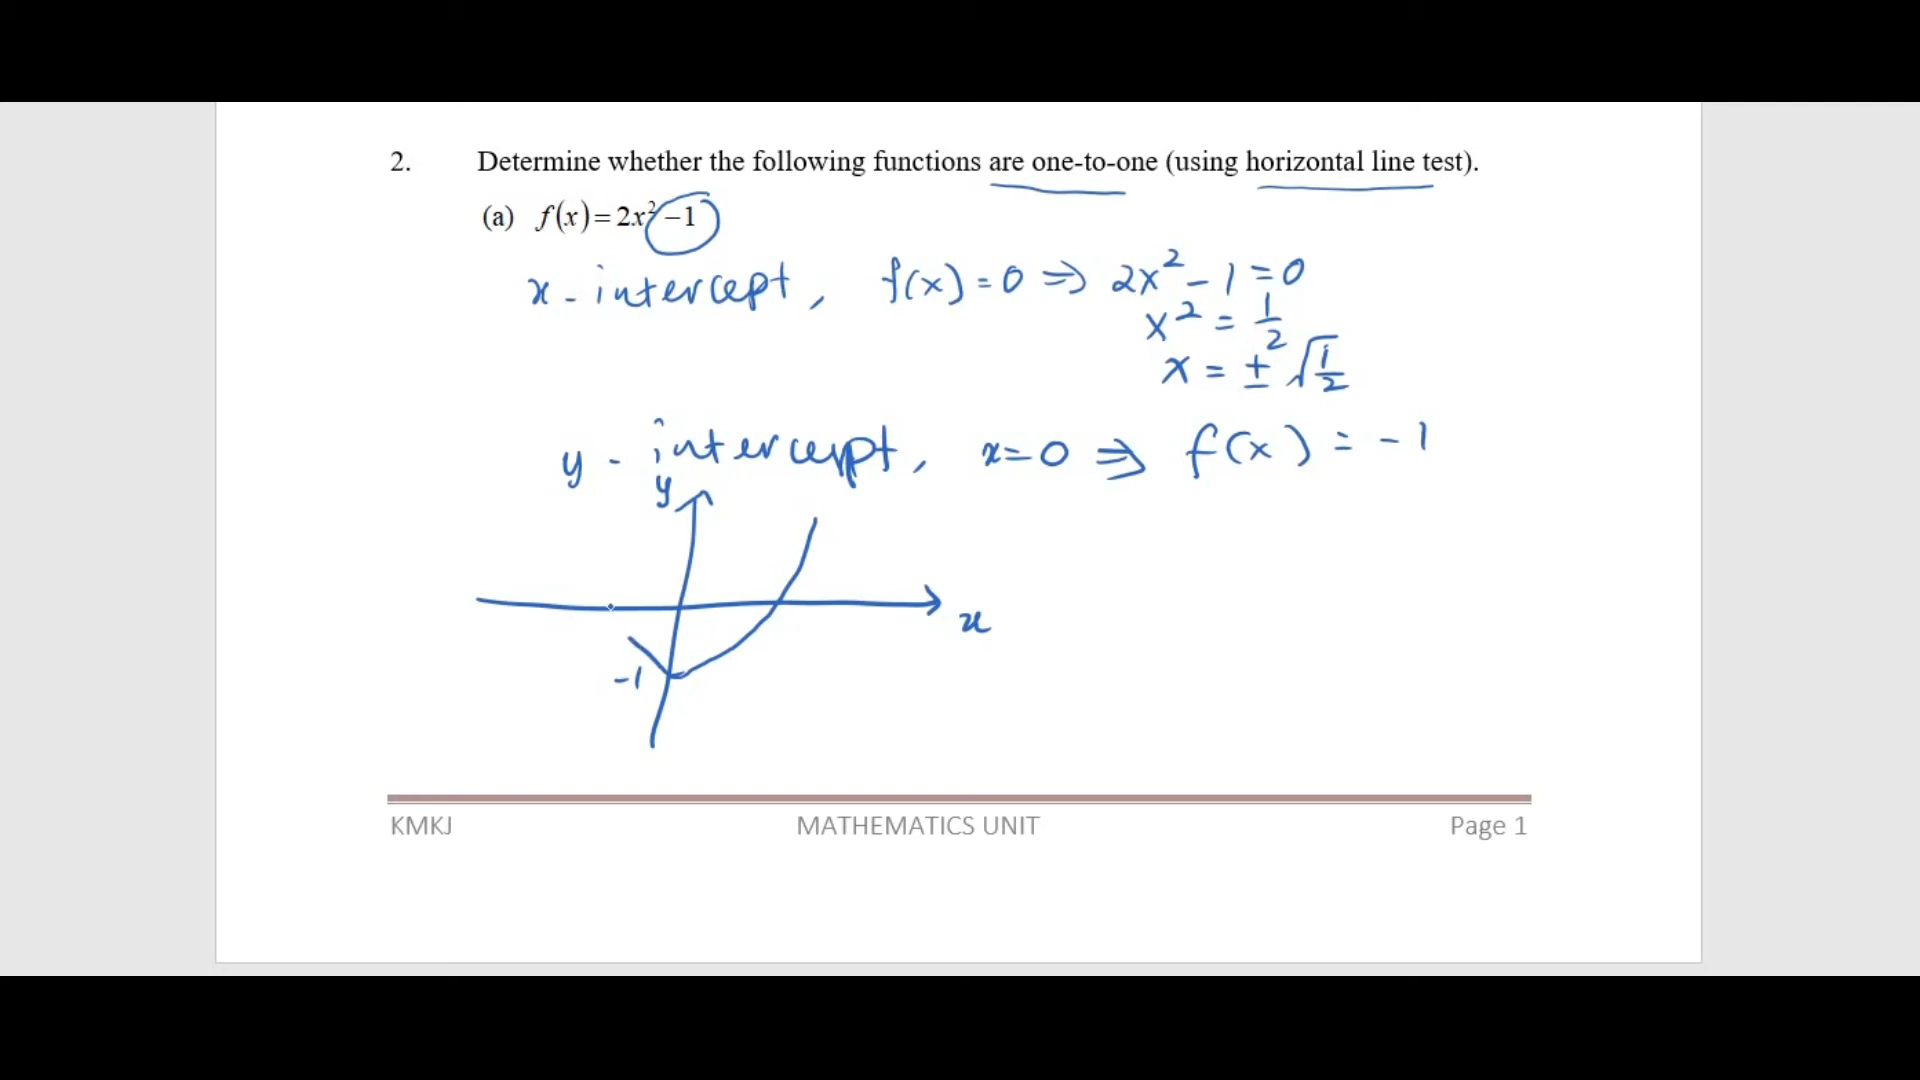 2. Determine whether the following functions are one-to-one (using horizontal line test).
(a) f(x)=2x²−1
x - intercept, f(x) = 0 ⇒ 2x² - 1 = 0
x² = 1/2
x = ± √1/2
y - intercept, x = 0 ⇒ f(x) = -1
y
x
-1
KMKJ MATHEMATICS UNIT Page 1